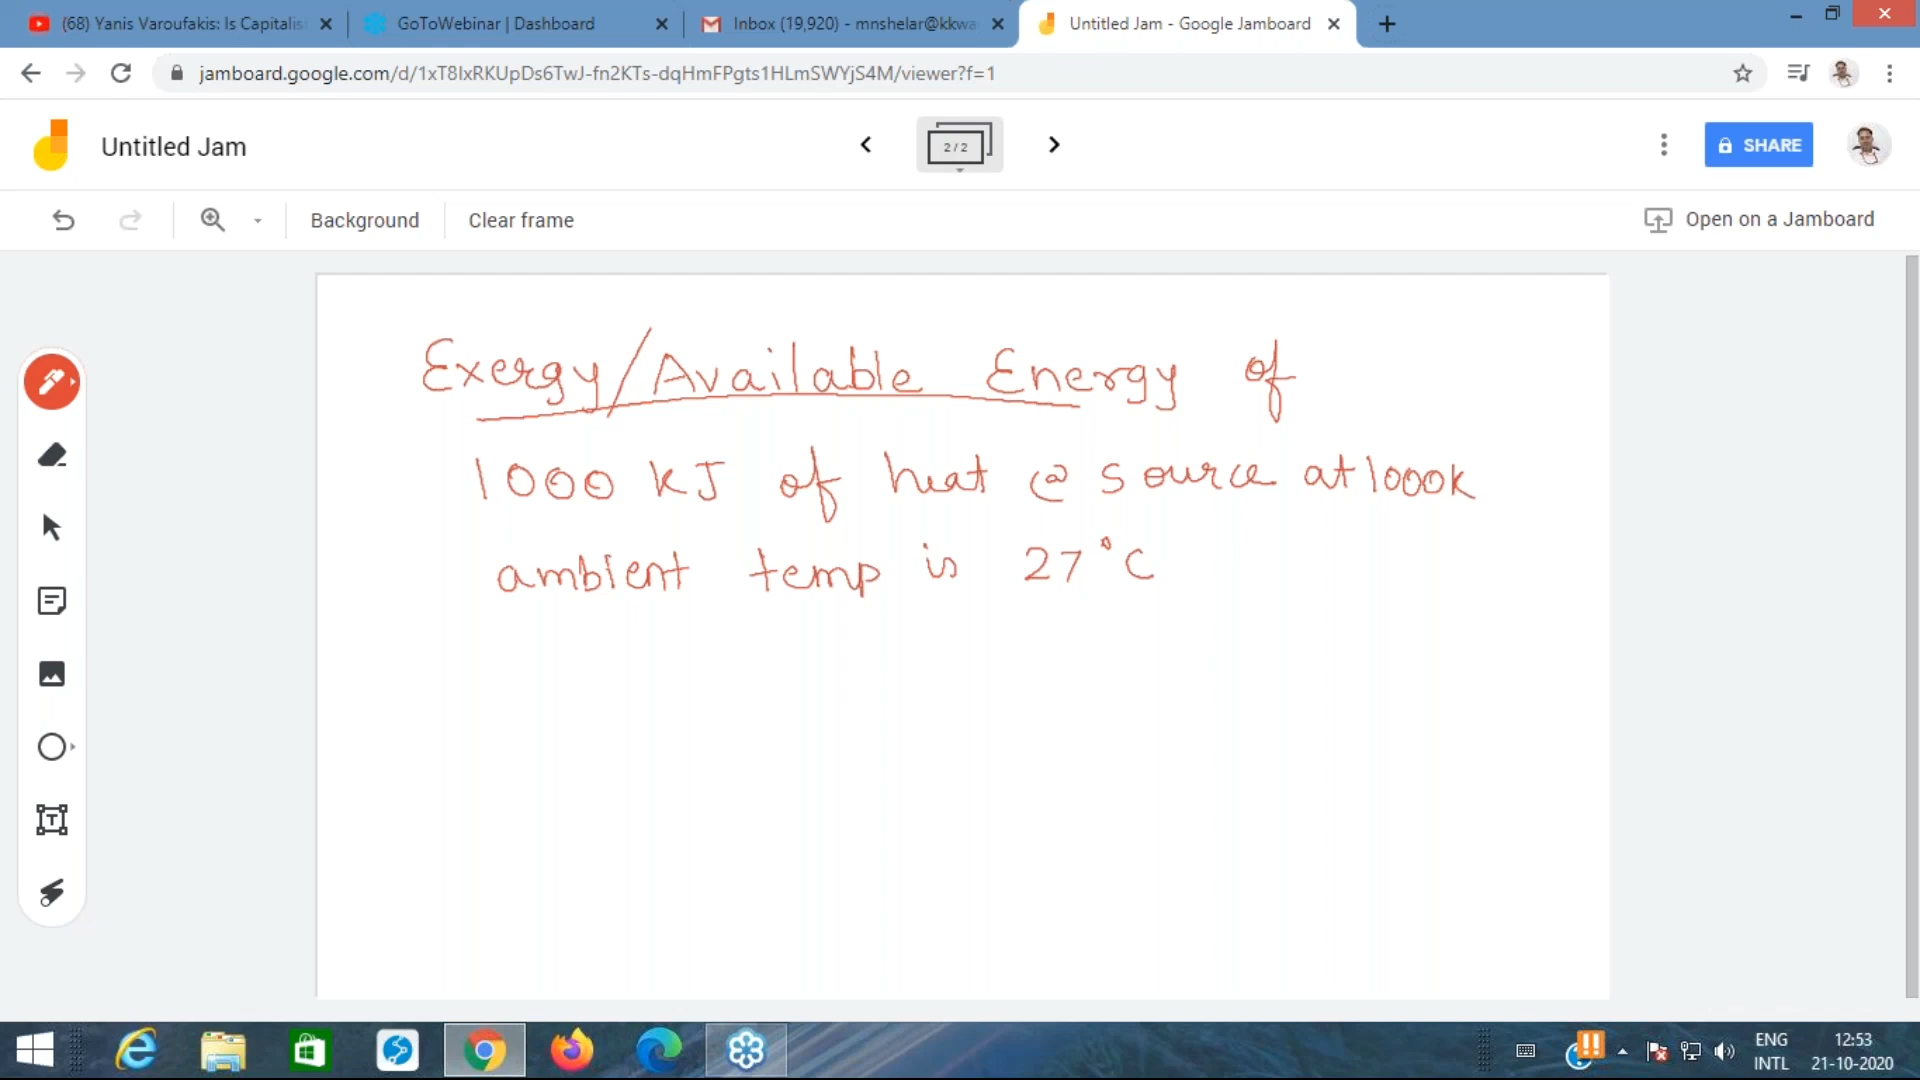 (68) Yanis Varoufakis: Is Capitalis
GoToWebinar | Dashboard
Inbox (19,920) - mnshelar@kkwa
Untitled Jam - Google Jamboard
jamboard.google.com/d/1xT8IxRKUpDs6TwJ-fn2KTs-dqHmFPgts1HLmSWYjS4M/viewer?f=1
Untitled Jam
2 / 2
SHARE
Background
Clear frame
Open on a Jamboard
Exergy/Available Energy of
1000 kJ of heat @ source at 1000k
ambient temp is 27°C
ENG
INTL
12:53
21-10-2020